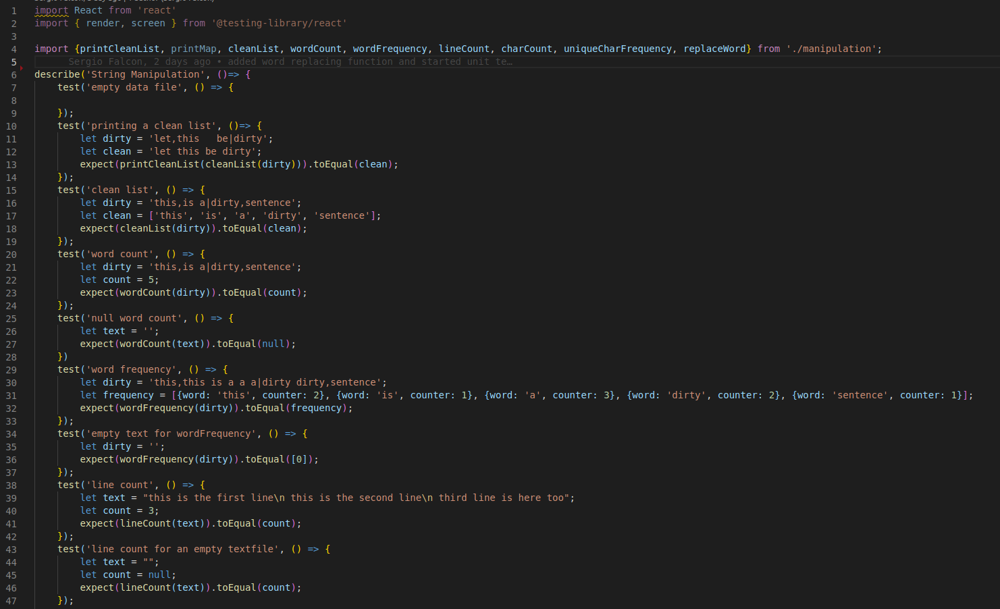 1 import React from 'react'
2 import { render, screen } from '@testing-library/react'
3
4 import {printCleanList, printMap, cleanList, wordCount, wordFrequency, lineCount, charCount, uniqueCharFrequency, replaceWord} from './manipulation';
5 Sergio Falcon, 2 days ago • added word replacing function and started unit te…
6 describe('String Manipulation', ()=> {
7 test('empty data file', () => {
8
9 });
10 test('printing a clean list', ()=> {
11 let dirty = 'let,this   be|dirty';
12 let clean = 'let this be dirty';
13 expect(printCleanList(cleanList(dirty))).toEqual(clean);
14 });
15 test('clean list', () => {
16 let dirty = 'this,is a|dirty,sentence';
17 let clean = ['this', 'is', 'a', 'dirty', 'sentence'];
18 expect(cleanList(dirty)).toEqual(clean);
19 });
20 test('word count', () => {
21 let dirty = 'this,is a|dirty,sentence';
22 let count = 5;
23 expect(wordCount(dirty)).toEqual(count);
24 });
25 test('null word count', () => {
26 let text = '';
27 expect(wordCount(text)).toEqual(null);
28 })
29 test('word frequency', () => {
30 let dirty = 'this,this is a a a|dirty dirty,sentence';
31 let frequency = [{word: 'this', counter: 2}, {word: 'is', counter: 1}, {word: 'a', counter: 3}, {word: 'dirty', counter: 2}, {word: 'sentence', counter: 1}];
32 expect(wordFrequency(dirty)).toEqual(frequency);
33 });
34 test('empty text for wordFrequency', () => {
35 let dirty = '';
36 expect(wordFrequency(dirty)).toEqual([0]);
37 });
38 test('line count', () => {
39 let text = "this is the first line\n this is the second line\n third line is here too";
40 let count = 3;
41 expect(lineCount(text)).toEqual(count);
42 });
43 test('line count for an empty textfile', () => {
44 let text = "";
45 let count = null;
46 expect(lineCount(text)).toEqual(count);
47 });